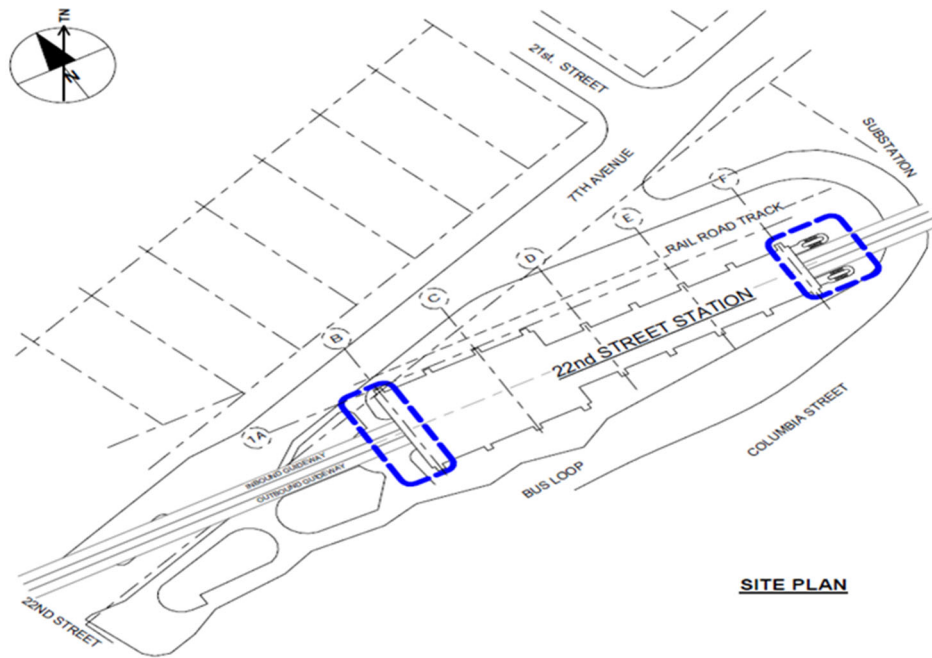 TN
N
21st. STREET
SUBSTATION
7TH AVENUE
F
E
RAIL ROAD TRACK
D
C
22nd STREET STATION
B
1A
COLUMBIA STREET
INBOUND GUIDEWAY
OUTBOUND GUIDEWAY
BUS LOOP
SITE PLAN
22ND STREET